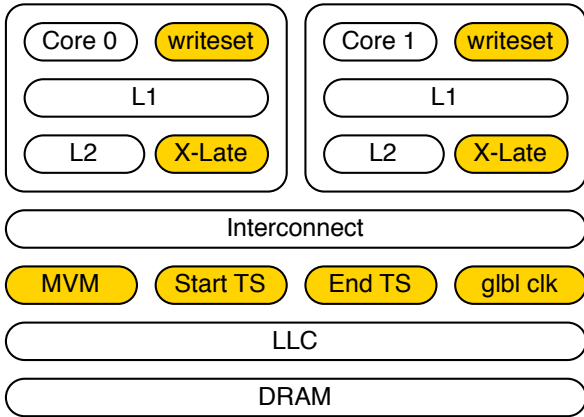 Core 0 writeset Core 1 writeset
L1 L1
L2 X-Late L2 X-Late
Interconnect
MVM Start TS End TS glbl clk
LLC
DRAM